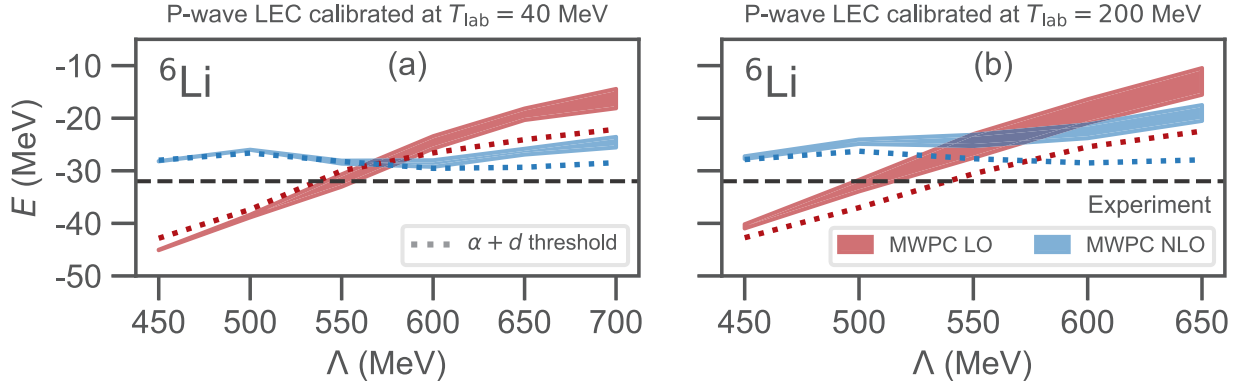 P-wave LEC calibrated at T_lab = 40 MeV
P-wave LEC calibrated at T_lab = 200 MeV
⁶Li
(a)
⁶Li
(b)
-10
-20
-30
-40
-50
E (MeV)
α + d threshold
Experiment
MWPC LO
MWPC NLO
450 500 550 600 650 700
450 500 550 600 650
Λ (MeV)
Λ (MeV)